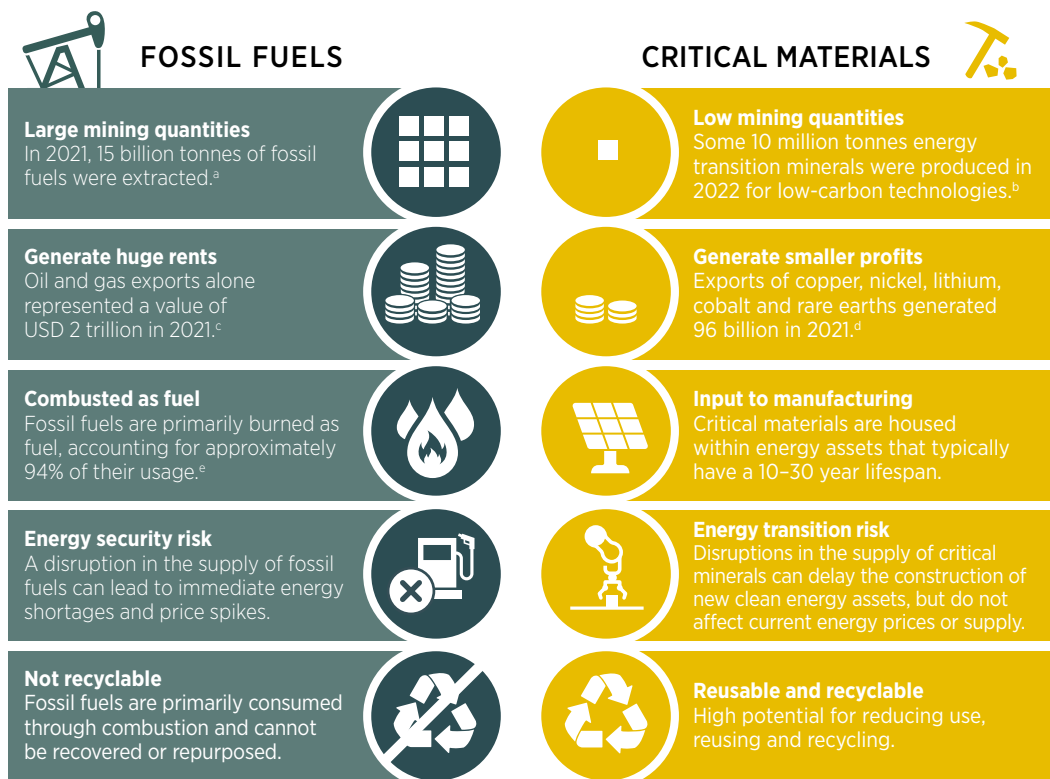 FOSSIL FUELS
Large mining quantities
In 2021, 15 billion tonnes of fossil
fuels were extracted.ᵃ
Generate huge rents
Oil and gas exports alone
represented a value of
USD 2 trillion in 2021.ᶜ
Combusted as fuel
Fossil fuels are primarily burned as
fuel, accounting for approximately
94% of their usage.ᵉ
Energy security risk
A disruption in the supply of fossil
fuels can lead to immediate energy
shortages and price spikes.
Not recyclable
Fossil fuels are primarily consumed
through combustion and cannot
be recovered or repurposed.
CRITICAL MATERIALS
Low mining quantities
Some 10 million tonnes energy
transition minerals were produced in
2022 for low-carbon technologies.ᵇ
Generate smaller profits
Exports of copper, nickel, lithium,
cobalt and rare earths generated
96 billion in 2021.ᵈ
Input to manufacturing
Critical materials are housed
within energy assets that typically
have a 10–30 year lifespan.
Energy transition risk
Disruptions in the supply of critical
minerals can delay the construction of
new clean energy assets, but do not
affect current energy prices or supply.
Reusable and recyclable
High potential for reducing use,
reusing and recycling.